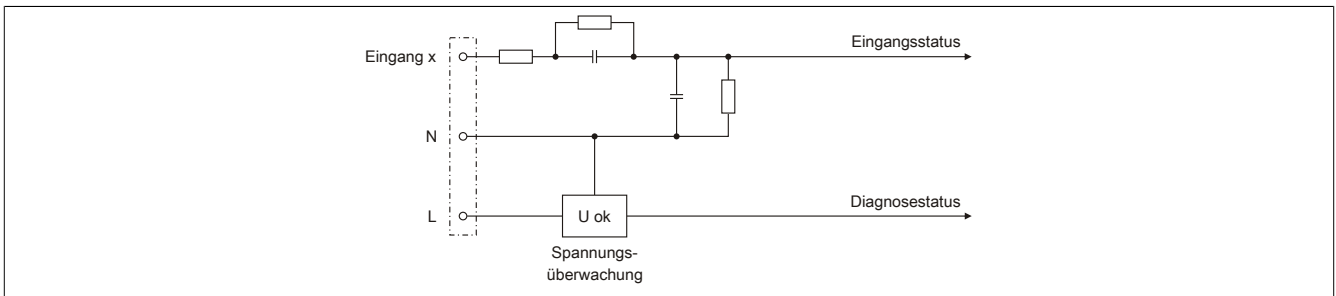 Eingangsstatus
Eingang x
N
L
U ok
Diagnosestatus
Spannungs-
überwachung